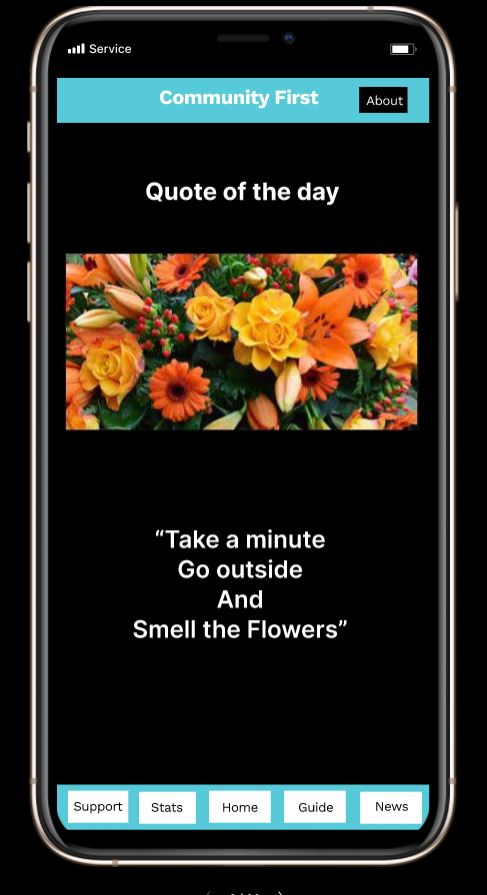 Service
Community First
About
Quote of the day
“Take a minute
Go outside
And
Smell the Flowers”
Support
Stats
Home
Guide
News